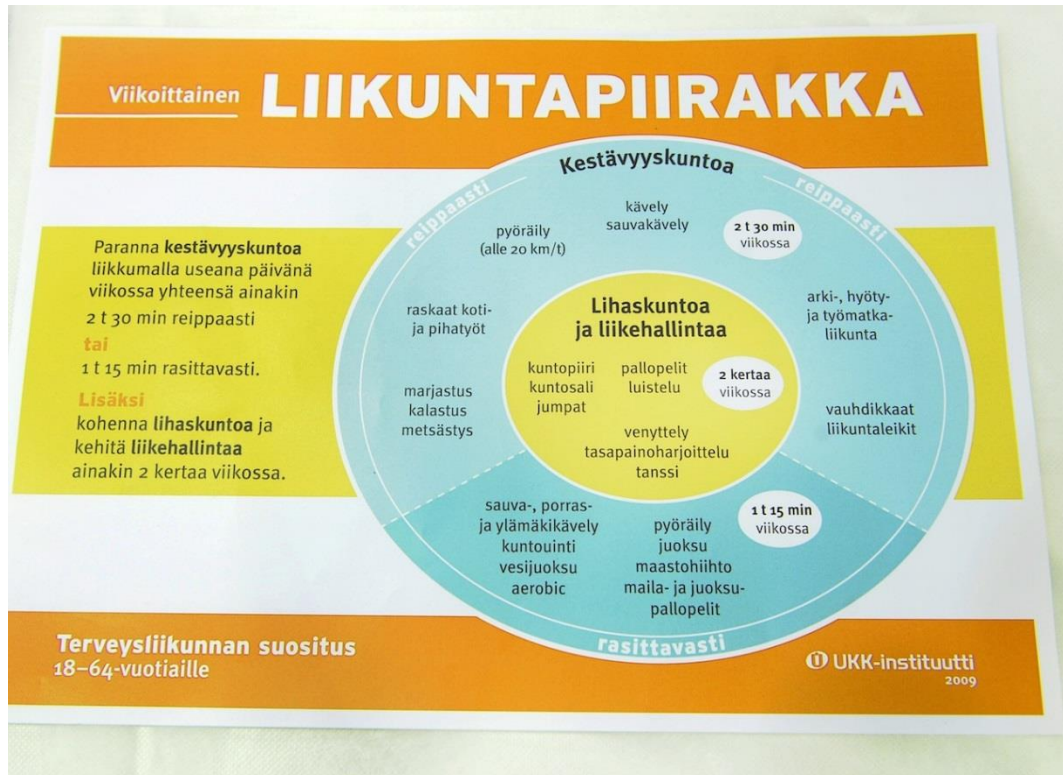 Viikoittainen LIIKUNTAPIIRAKKA
Paranna kestävyyskuntoa
liikkumalla useana päivänä
viikossa yhteensä ainakin
2 t 30 min reippaasti
tai
1 t 15 min rasittavasti.
Lisäksi
kohenna lihaskuntoa ja
kehitä liikehallintaa
ainakin 2 kertaa viikossa.
Kestävyyskuntoa
reippaasti
reippaasti
kävely
sauvakävely
2 t 30 min
viikossa
pyöräily
(alle 20 km/t)
raskaat koti-
ja pihatyöt
arki-, hyöty-
ja työmatka-
liikunta
marjastus
kalastus
metsästys
vauhdikkaat
liikuntaleikit
Lihaskuntoa
ja liikehallintaa
kuntopiiri
kuntosali
jumpat
pallopelit
luistelu
2 kertaa
viikossa
venyttely
tasapainoharjoittelu
tanssi
sauva-, porras-
ja ylämäkikävely
kuntouinti
vesijuoksu
aerobic
pyöräily
juoksu
maastohiihto
maila- ja juoksu-
pallopelit
1 t 15 min
viikossa
rasittavasti
Terveysliikunnan suositus
18–64-vuotiaille
UKK-instituutti
2009